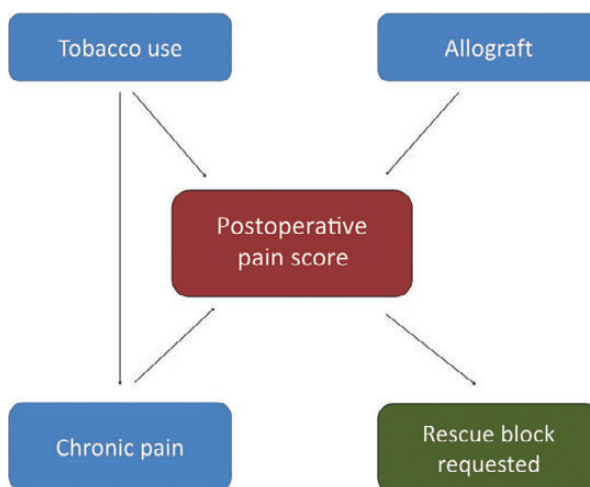 Tobacco use
Allograft
Postoperative
pain score
Chronic pain
Rescue block
requested